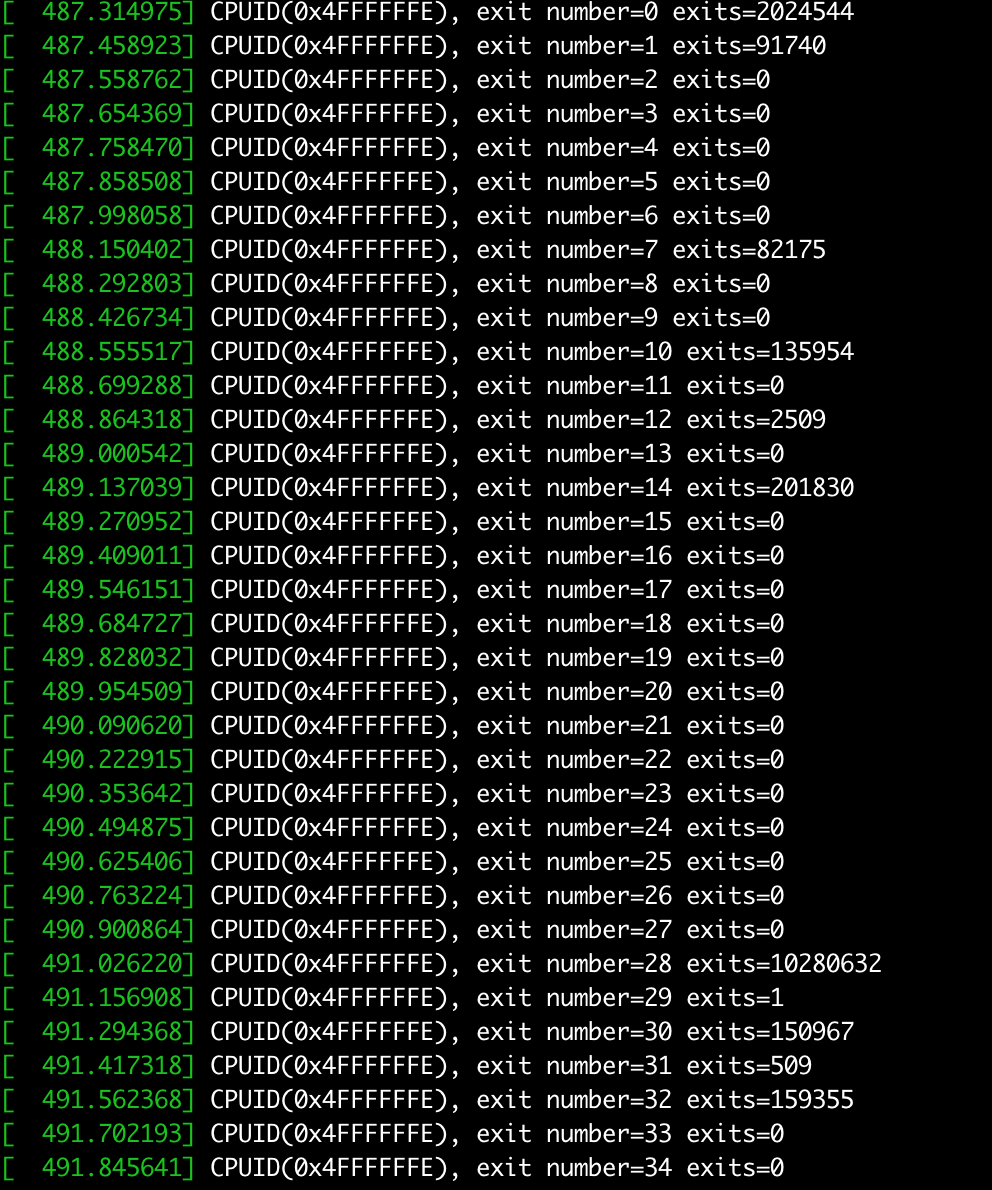 [  487.314975] CPUID(0x4FFFFFFE), exit number=0 exits=2024544
[  487.458923] CPUID(0x4FFFFFFE), exit number=1 exits=91740
[  487.558762] CPUID(0x4FFFFFFE), exit number=2 exits=0
[  487.654369] CPUID(0x4FFFFFFE), exit number=3 exits=0
[  487.758470] CPUID(0x4FFFFFFE), exit number=4 exits=0
[  487.858508] CPUID(0x4FFFFFFE), exit number=5 exits=0
[  487.998058] CPUID(0x4FFFFFFE), exit number=6 exits=0
[  488.150402] CPUID(0x4FFFFFFE), exit number=7 exits=82175
[  488.292803] CPUID(0x4FFFFFFE), exit number=8 exits=0
[  488.426734] CPUID(0x4FFFFFFE), exit number=9 exits=0
[  488.555517] CPUID(0x4FFFFFFE), exit number=10 exits=135954
[  488.699288] CPUID(0x4FFFFFFE), exit number=11 exits=0
[  488.864318] CPUID(0x4FFFFFFE), exit number=12 exits=2509
[  489.000542] CPUID(0x4FFFFFFE), exit number=13 exits=0
[  489.137039] CPUID(0x4FFFFFFE), exit number=14 exits=201830
[  489.270952] CPUID(0x4FFFFFFE), exit number=15 exits=0
[  489.409011] CPUID(0x4FFFFFFE), exit number=16 exits=0
[  489.546151] CPUID(0x4FFFFFFE), exit number=17 exits=0
[  489.684727] CPUID(0x4FFFFFFE), exit number=18 exits=0
[  489.828032] CPUID(0x4FFFFFFE), exit number=19 exits=0
[  489.954509] CPUID(0x4FFFFFFE), exit number=20 exits=0
[  490.090620] CPUID(0x4FFFFFFE), exit number=21 exits=0
[  490.222915] CPUID(0x4FFFFFFE), exit number=22 exits=0
[  490.353642] CPUID(0x4FFFFFFE), exit number=23 exits=0
[  490.494875] CPUID(0x4FFFFFFE), exit number=24 exits=0
[  490.625406] CPUID(0x4FFFFFFE), exit number=25 exits=0
[  490.763224] CPUID(0x4FFFFFFE), exit number=26 exits=0
[  490.900864] CPUID(0x4FFFFFFE), exit number=27 exits=0
[  491.026220] CPUID(0x4FFFFFFE), exit number=28 exits=10280632
[  491.156908] CPUID(0x4FFFFFFE), exit number=29 exits=1
[  491.294368] CPUID(0x4FFFFFFE), exit number=30 exits=150967
[  491.417318] CPUID(0x4FFFFFFE), exit number=31 exits=509
[  491.562368] CPUID(0x4FFFFFFE), exit number=32 exits=159355
[  491.702193] CPUID(0x4FFFFFFE), exit number=33 exits=0
[  491.845641] CPUID(0x4FFFFFFE), exit number=34 exits=0